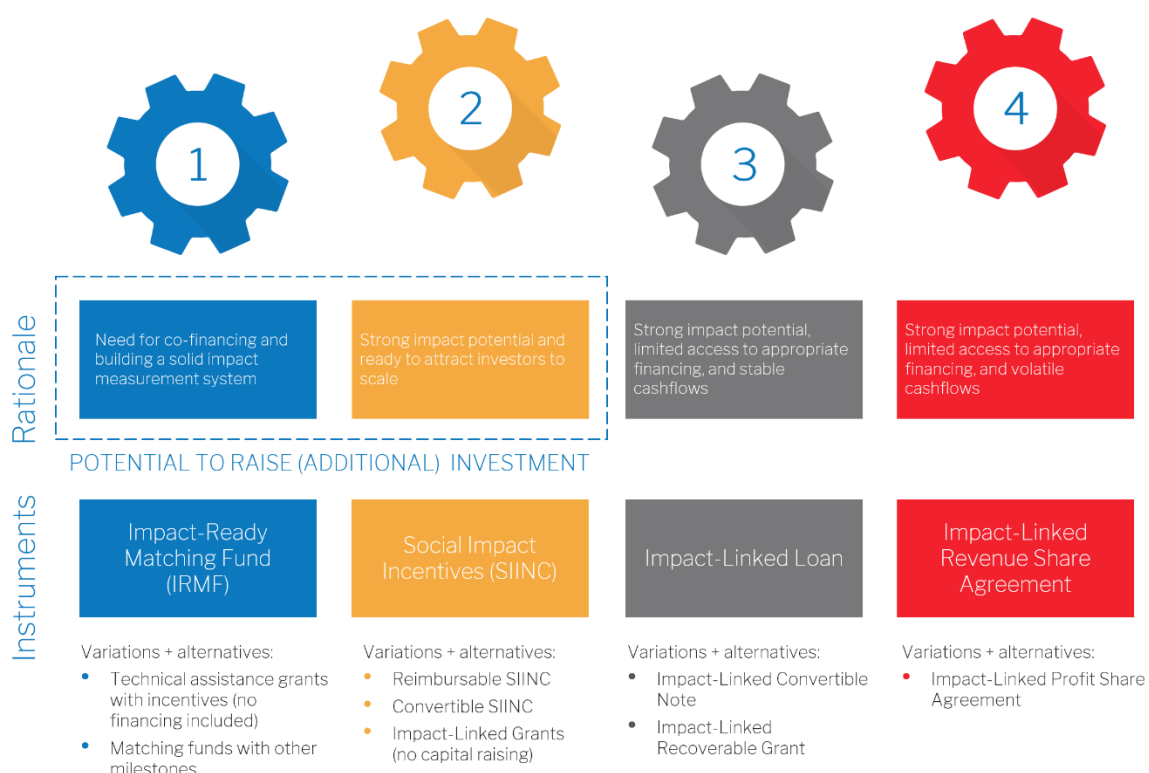 1
2
3
4
Rationale
Need for co-financing and
building a solid impact
measurement system
Strong impact potential and
ready to attract investors to
scale
Strong impact potential,
limited access to appropriate
financing, and stable
cashflows
Strong impact potential,
limited access to appropriate
financing, and volatile
cashflows
POTENTIAL TO RAISE (ADDITIONAL) INVESTMENT
Instruments
Impact-Ready
Matching Fund
(IRMF)
Social Impact
Incentives (SIINC)
Impact-Linked Loan
Impact-Linked
Revenue Share
Agreement
Variations + alternatives:
• Technical assistance grants
with incentives (no
financing included)
• Matching funds with other
milestones
Variations + alternatives:
• Reimbursable SIINC
• Convertible SIINC
• Impact-Linked Grants
(no capital raising)
Variations + alternatives:
• Impact-Linked Convertible
Note
• Impact-Linked
Recoverable Grant
Variations + alternatives:
• Impact-Linked Profit Share
Agreement